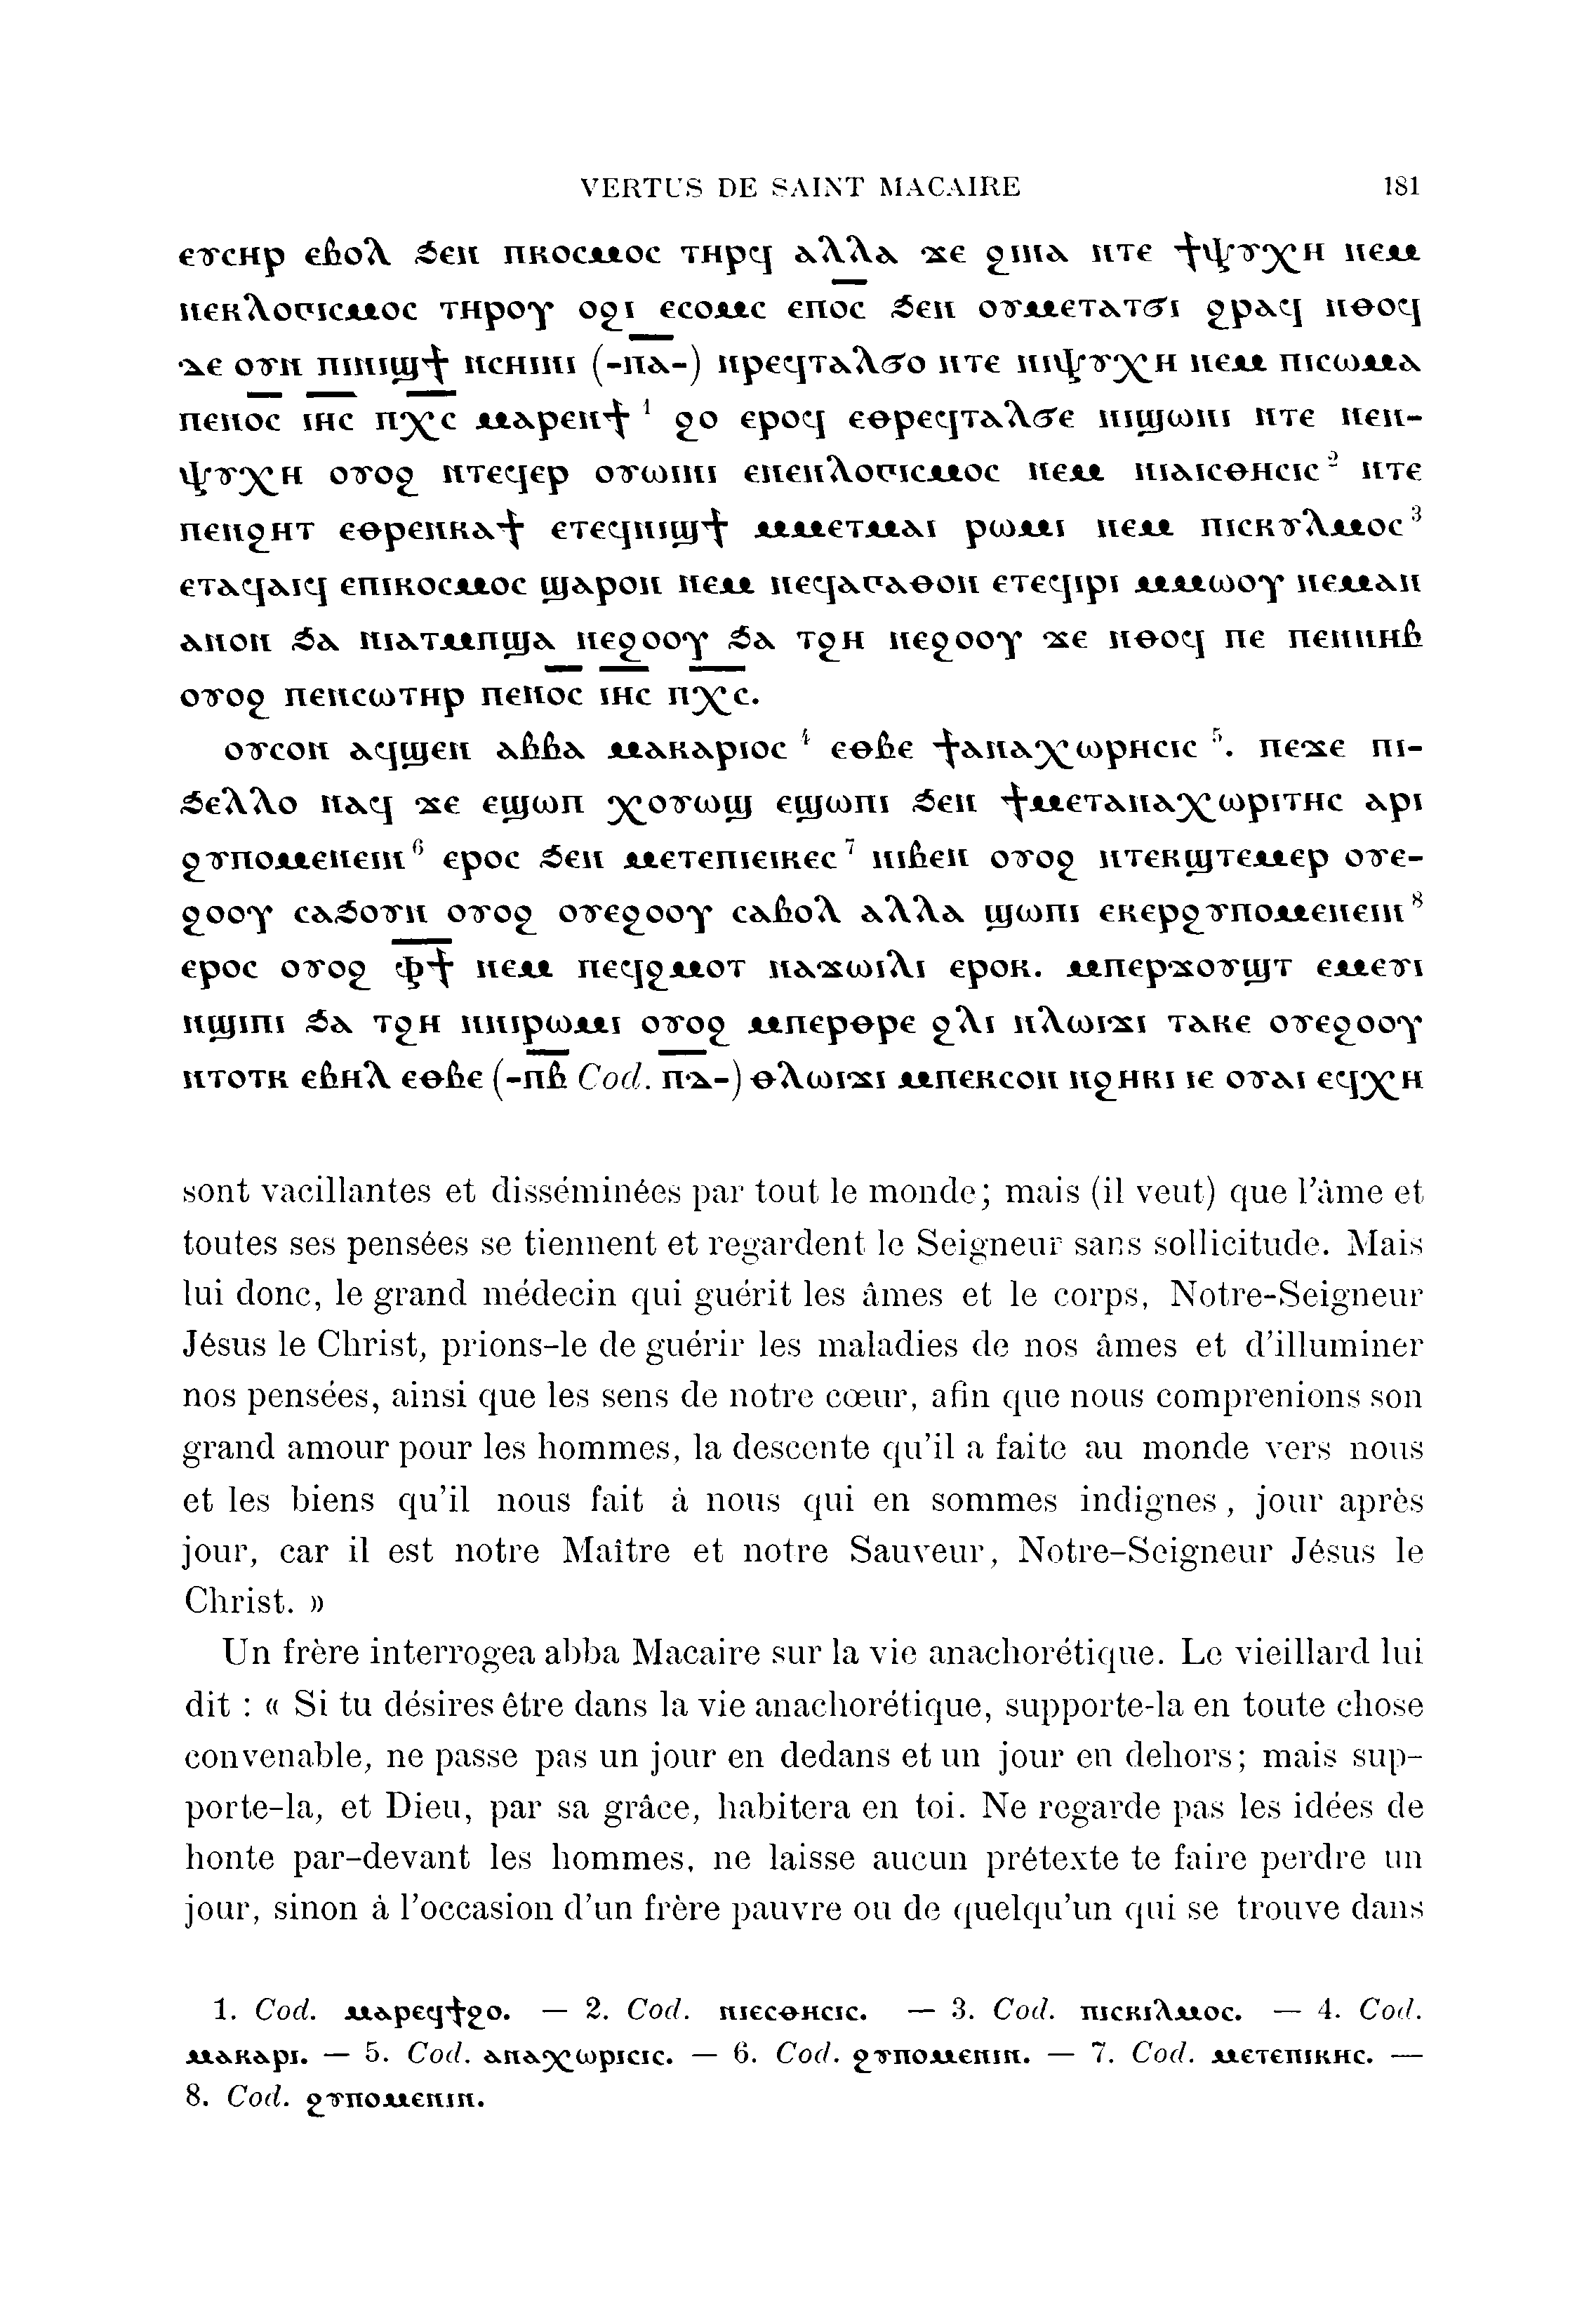 VERTUS DE SAINT MACAIRE 181
ⲉⲩⲥⲏⲣ ⲉⲃⲟⲗ ϧⲉⲛ ⲡⲕⲟⲥⲙⲟⲥ ⲧⲏⲣϥ ⲁⲗⲗⲁ ϫⲉ ϩⲓⲛⲁ ⲛⲧⲉ ϯⲯⲩⲭⲏ ⲛⲉⲙ
ⲛⲉⲕⲗⲟⲅⲓⲥⲙⲟⲥ ⲧⲏⲣⲟⲩ ⲟϩⲓ ⲉⲥⲟⲙⲥ ⲉⲡⲟ̅ⲥ̅ ϧⲉⲛ ⲟⲩⲙⲉⲧⲁⲧϭⲓ ϩⲣⲁϥ ⲛⲑⲟϥ
ⲇⲉ ⲟⲩⲛ ⲡⲓⲛⲓϣϯ ⲛⲥⲏⲓⲛⲓ (-ⲡ̅ⲁ̅-) ⲛⲣⲉϥⲧⲁⲗϭⲟ ⲛⲧⲉ ⲛⲓⲯⲩⲭⲏ ⲛⲉⲙ ⲡⲓⲥⲱⲙⲁ
ⲡⲉⲛⲟ̅ⲥ̅ ⲓ̅ⲏ̅ⲥ̅ ⲡ̅ⲭ̅ⲥ̅ ⲙⲁⲣⲉⲛϯ ¹ ϩⲟ ⲉⲣⲟϥ ⲉⲑⲣⲉϥⲧⲁⲗϭⲉ ⲛⲓϣⲱⲛⲓ ⲛⲧⲉ ⲛⲉⲛ-
ⲯⲩⲭⲏ ⲟⲩⲟϩ ⲛⲧⲉϥⲉⲣ ⲟⲩⲱⲓⲛⲓ ⲉⲛⲉⲛⲗⲟⲅⲓⲥⲙⲟⲥ ⲛⲉⲙ ⲛⲓⲁⲓⲥⲑⲏⲥⲓⲥ ² ⲛⲧⲉ
ⲡⲉⲛϩⲏⲧ ⲉⲑⲣⲉⲛⲕⲁϯ ⲉⲧⲉϥⲛⲓϣϯ ⲙⲙⲉⲧⲙⲁⲓ ⲣⲱⲙⲓ ⲛⲉⲙ ⲡⲓⲥⲕⲩⲗⲙⲟⲥ ³
ⲉⲧⲁϥⲁⲓϥ ⲉⲡⲓⲕⲟⲥⲙⲟⲥ ϣⲁⲣⲟⲛ ⲛⲉⲙ ⲛⲉϥⲁⲅⲁⲑⲟⲛ ⲉⲧⲉϥⲓⲣⲓ ⲙⲙⲱⲟⲩ ⲛⲉⲙⲁⲛ
ⲁⲛⲟⲛ ϧⲁ ⲛⲓⲁⲧⲙⲡϣⲁ ⲛⲉϩⲟⲟⲩ ϧⲁ ⲧϩⲏ ⲛⲉϩⲟⲟⲩ ϫⲉ ⲛⲑⲟϥ ⲡⲉ ⲡⲉⲛⲛⲏⲃ
ⲟⲩⲟϩ ⲡⲉⲛⲥⲱⲧⲏⲣ ⲡⲉⲛⲟ̅ⲥ̅ ⲓ̅ⲏ̅ⲥ̅ ⲡ̅ⲭ̅ⲥ̅.
ⲟⲩⲥⲟⲛ ⲁϥϣⲉⲛ ⲁⲃⲃⲁ ⲙⲁⲕⲁⲣⲓⲟⲥ ⁴ ⲉⲑⲃⲉ ϯⲁⲛⲁⲭⲱⲣⲏⲥⲓⲥ ⁵. ⲡⲉϫⲉ ⲡⲓ-
ϧⲉⲗⲗⲟ ⲛⲁϥ ϫⲉ ⲉϣⲱⲡ ⲭⲟⲩⲱϣ ⲉϣⲱⲡⲓ ϧⲉⲛ ϯⲙⲉⲧⲁⲛⲁⲭⲱⲣⲓⲧⲏⲥ ⲁⲣⲓ
ϩⲩⲡⲟⲙⲉⲛⲉⲓⲛ ⁶ ⲉⲣⲟⲥ ϧⲉⲛ ⲙⲉⲧⲉⲡⲓⲉⲓⲕⲉⲥ ⁷ ⲛⲓⲃⲉⲛ ⲟⲩⲟϩ ⲛⲧⲉⲕϣⲧⲉⲙⲉⲣ ⲟⲩⲉ-
ϩⲟⲟⲩ ⲥⲁϧⲟⲩⲛ ⲟⲩⲟϩ ⲟⲩⲉϩⲟⲟⲩ ⲥⲁⲃⲟⲗ ⲁⲗⲗⲁ ϣⲱⲡⲓ ⲉⲕⲉⲣϩⲩⲡⲟⲙⲉⲛⲉⲓⲛ ⁸
ⲉⲣⲟⲥ ⲟⲩⲟϩ ⲫ̅ϯ̅ ⲛⲉⲙ ⲡⲉϥϩⲙⲟⲧ ⲛⲁϫⲱⲓⲗⲓ ⲉⲣⲟⲕ. ⲙⲡⲉⲣϫⲟⲩϣⲧ ⲉⲙⲉⲩⲓ
ⲛϣⲓⲡⲓ ϧⲁ ⲧϩⲏ ⲛⲛⲓⲣⲱⲙⲓ ⲟⲩⲟϩ ⲙⲡⲉⲣⲑⲣⲉ ϩⲗⲓ ⲛⲗⲱⲓϫⲓ ⲧⲁⲕⲉ ⲟⲩⲉϩⲟⲟⲩ
ⲛⲧⲟⲧⲕ ⲉⲃⲏⲗ ⲉⲑⲃⲉ (-ⲡ̅ⲃ̅ Cod. ⲡ̅ⲇ̅-) ⲑⲗⲱⲓϫⲓ ⲙⲡⲉⲕⲥⲟⲛ ⲛϩⲏⲕⲓ ⲓⲉ ⲟⲩⲁⲓ ⲉϥⲭⲏ
sont vacillantes et disséminées par tout le monde; mais (il veut) que l'âme et
toutes ses pensées se tiennent et regardent le Seigneur sans sollicitude. Mais
lui donc, le grand médecin qui guérit les âmes et le corps, Notre-Seigneur
Jésus le Christ, prions-le de guérir les maladies de nos âmes et d'illuminer
nos pensées, ainsi que les sens de notre cœur, afin que nous comprenions son
grand amour pour les hommes, la descente qu'il a faite au monde vers nous
et les biens qu'il nous fait à nous qui en sommes indignes, jour après
jour, car il est notre Maître et notre Sauveur, Notre-Seigneur Jésus le
Christ. »
Un frère interrogea abba Macaire sur la vie anachorétique. Le vieillard lui
dit : « Si tu désires être dans la vie anachorétique, supporte-la en toute chose
convenable, ne passe pas un jour en dedans et un jour en dehors; mais sup-
porte-la, et Dieu, par sa grâce, habitera en toi. Ne regarde pas les idées de
honte par-devant les hommes, ne laisse aucun prétexte te faire perdre un
jour, sinon à l'occasion d'un frère pauvre ou de quelqu'un qui se trouve dans
1. Cod. ⲙⲁⲣⲉϥϯϩⲟ. — 2. Cod. ⲛⲓⲉⲥⲑⲏⲥⲓⲥ. — 3. Cod. ⲡⲓⲥⲕⲓⲗⲙⲟⲥ. — 4. Cod.
ⲙⲁⲕⲁⲣⲓ. — 5. Cod. ⲁⲛⲁⲭⲱⲣⲓⲥⲓⲥ. — 6. Cod. ϩⲩⲡⲟⲙⲉⲛⲓⲛ. — 7. Cod. ⲙⲉⲧⲉⲡⲓⲕⲏⲥ. —
8. Cod. ϩⲩⲡⲟⲙⲉⲛⲓⲛ.